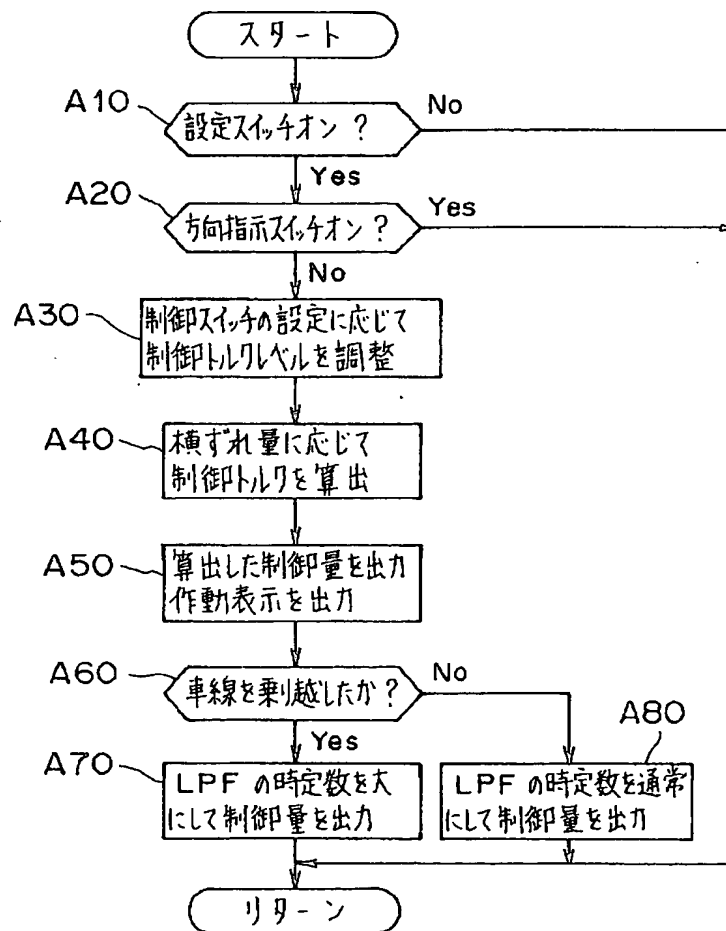 スタート
A10
設定スイッチオン ?
No
Yes
A20
方向指示スイッチオン ?
Yes
No
A30
制御スイッチの設定に応じて
制御トルクレベルを調整
A40
横ずれ量に応じて
制御トルクを算出
A50
算出した制御量を出力
作動表示を出力
A60
車線を乗り越したか ?
No
Yes
A70
LPF の時定数を大
にして制御量を出力
A80
LPF の時定数を通常
にして制御量を出力
リターン